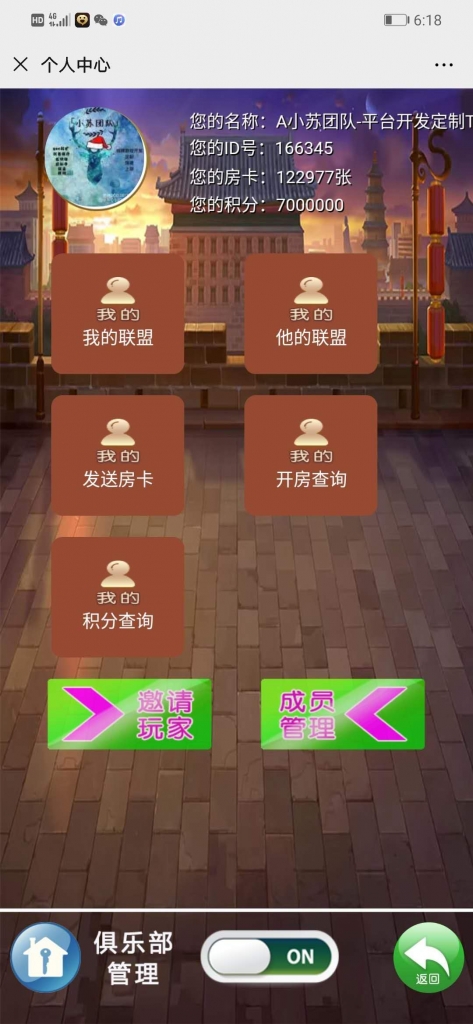 HD 4G 6:18
个人中心
小苏团队
您的名称：A小苏团队-平台开发定制T
您的ID号：166345
您的房卡：122977张
您的积分：7000000
我的
我的联盟
我的
他的联盟
我的
发送房卡
我的
开房查询
我的
积分查询
邀请
玩家
成员
管理
俱乐部
管理
ON
返回